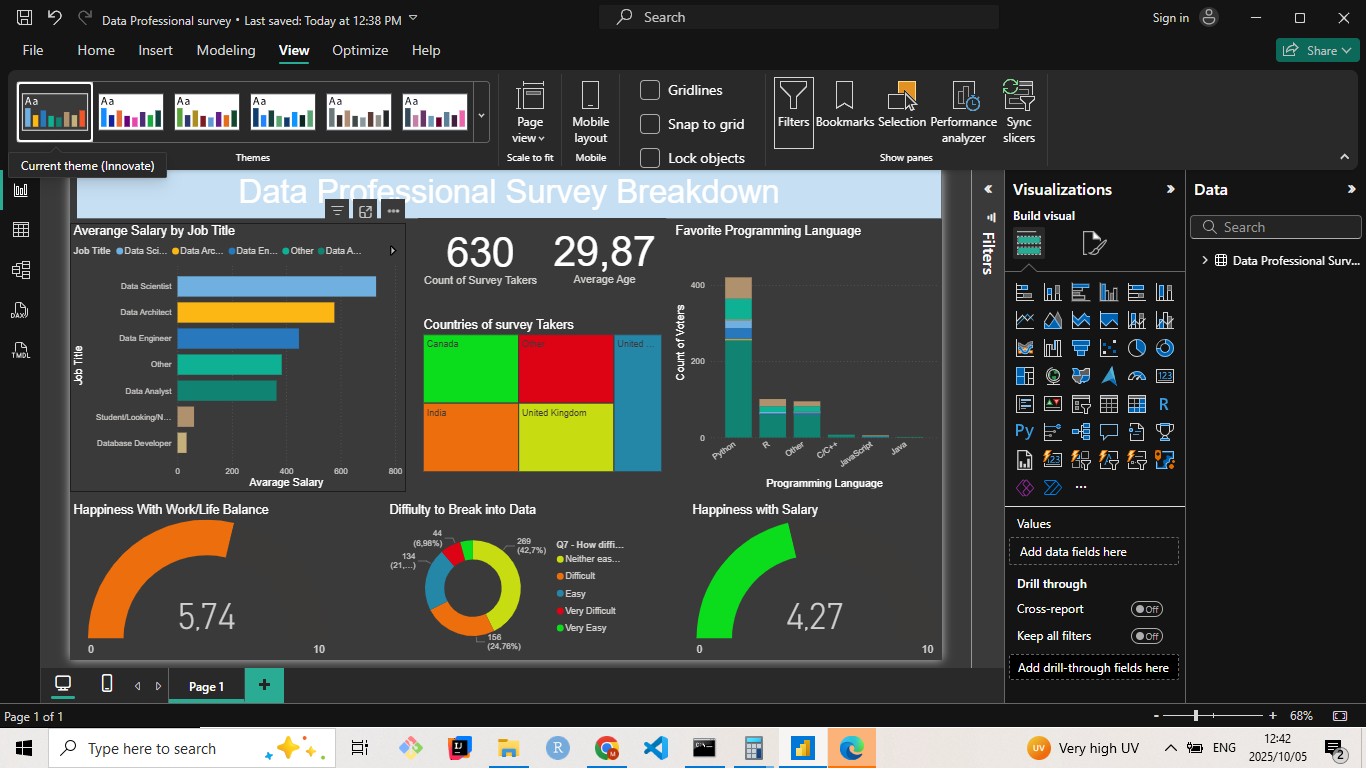 Data Professional survey • Last saved: Today at 12:38 PM
Search
Sign in
File
Home
Insert
Modeling
View
Optimize
Help
Share
Aa
Aa
Aa
Aa
Aa
Aa
Page view
Mobile layout
Gridlines
Snap to grid
Lock objects
Filters
Bookmarks
Selection
Performance analyzer
Sync slicers
Themes
Scale to fit
Mobile
Show panes
Current theme (Innovate)
Data Professional Survey Breakdown
Averange Salary by Job Title
Job Title
Data Sci...
Data Arc...
Data En...
Other
Data A...
Job Title
Data Scientist
Data Architect
Data Engineer
Other
Data Analyst
Student/Looking/N...
Database Developer
0
200
400
600
800
Avarage Salary
630
Count of Survey Takers
29,87
Average Age
Countries of survey Takers
Canada
Other
United ...
India
United Kingdom
Favorite Programming Language
Count of Voters
400
200
0
Python
R
Other
C/C++
JavaScript
Java
Programming Language
Happiness With Work/Life Balance
5,74
0
10
Diffiulty to Break into Data
44
(6,98%)
134
(21,...)
269
(42,7%)
156
(24,76%)
Q7 - How diffi...
Neither eas...
Difficult
Easy
Very Difficult
Very Easy
Happiness with Salary
4,27
0
10
Filters
Visualizations
Build visual
123
R
Py
123
Values
Add data fields here
Drill through
Cross-report
Off
Keep all filters
Off
Add drill-through fields here
Data
Search
Data Professional Surv...
DAX
TMDL
Page 1
Page 1 of 1
- + 68%
Type here to search
R
M
UV
Very high UV
ENG
12:42
2025/10/05
2